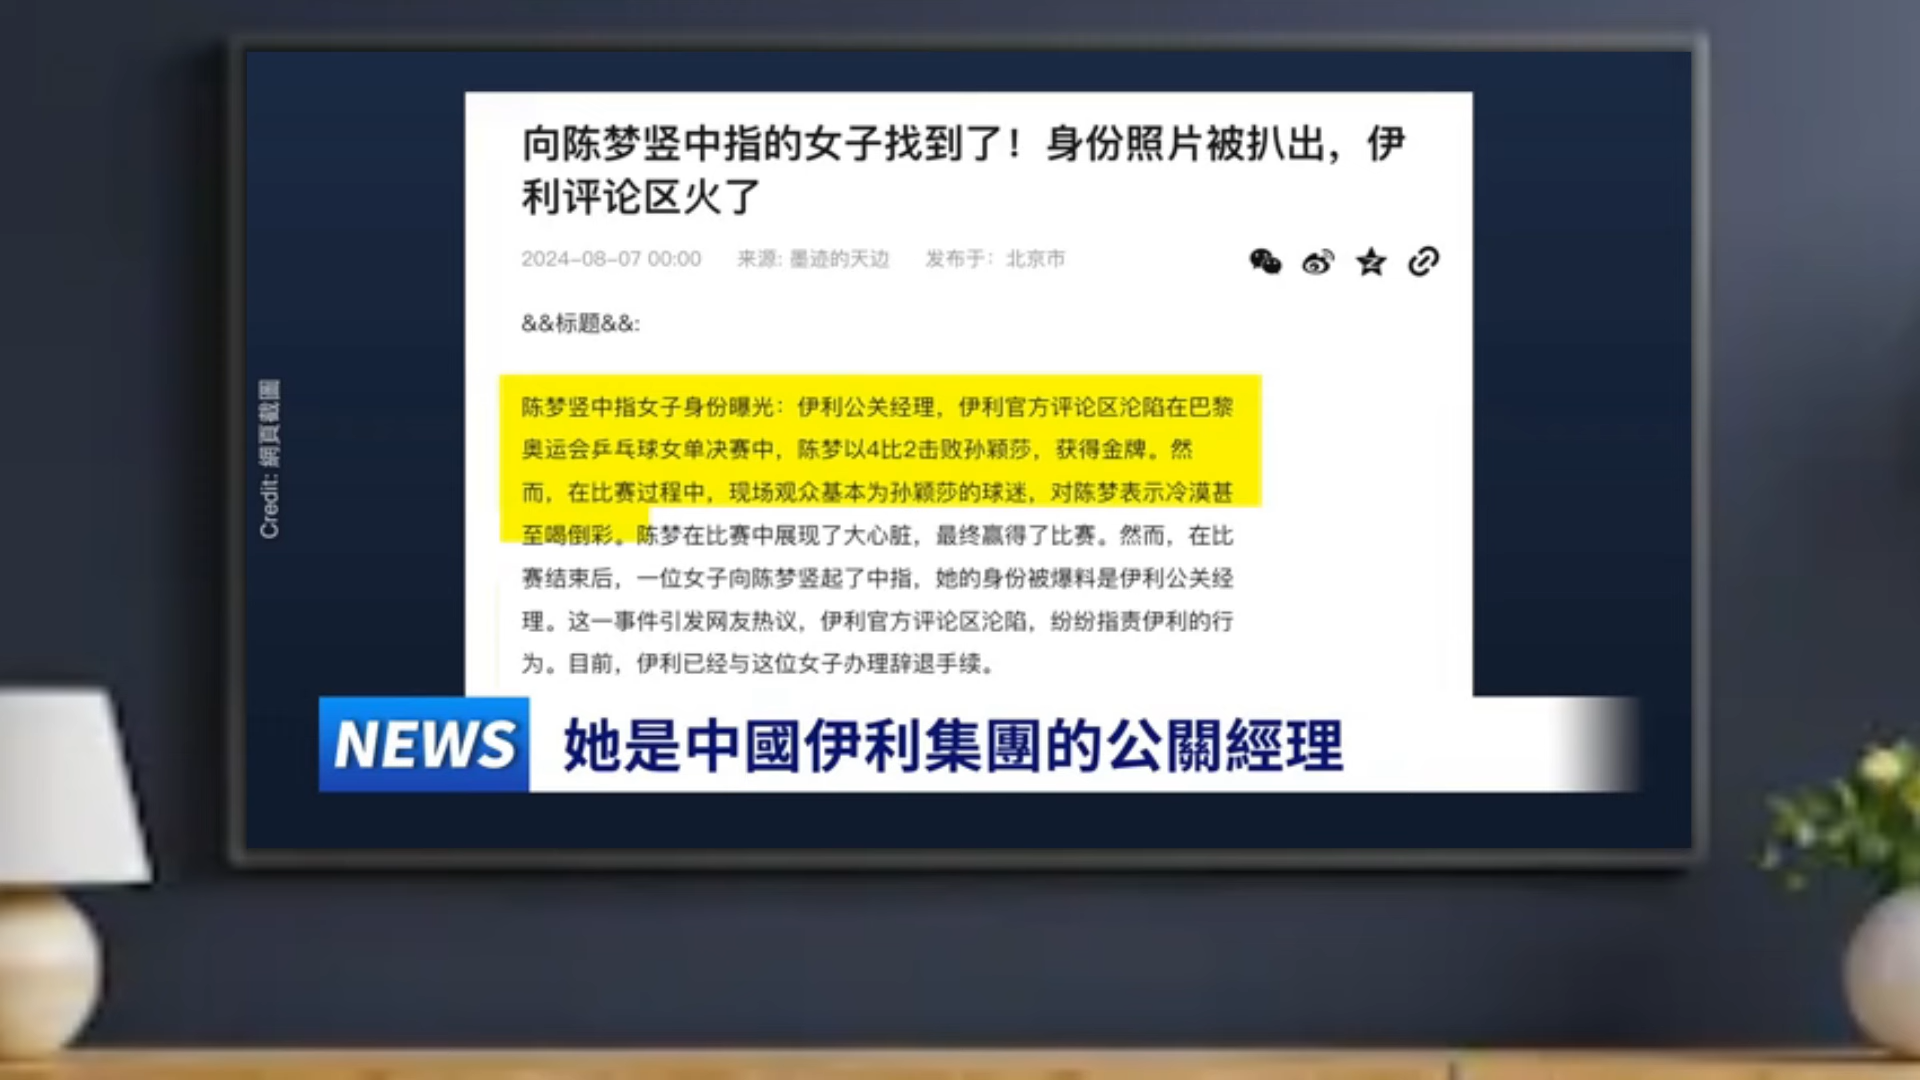 向陈梦竖中指的女子找到了！身份照片被扒出，伊
利评论区火了
2024-08-07 00:00 来源: 墨迹的天边 发布于：北京市
&&标题&&:
陈梦竖中指女子身份曝光：伊利公关经理，伊利官方评论区沦陷在巴黎
奥运会乒乓球女单决赛中，陈梦以4比2击败孙颖莎，获得金牌。然
而，在比赛过程中，现场观众基本为孙颖莎的球迷，对陈梦表示冷漠甚
至喝倒彩。陈梦在比赛中展现了大心脏，最终赢得了比赛。然而，在比
赛结束后，一位女子向陈梦竖起了中指，她的身份被爆料是伊利公关经
理。这一事件引发网友热议，伊利官方评论区沦陷，纷纷指责伊利的行
为。目前，伊利已经与这位女子办理辞退手续。
Credit: 網頁截圖
NEWS 她是中國伊利集團的公關經理